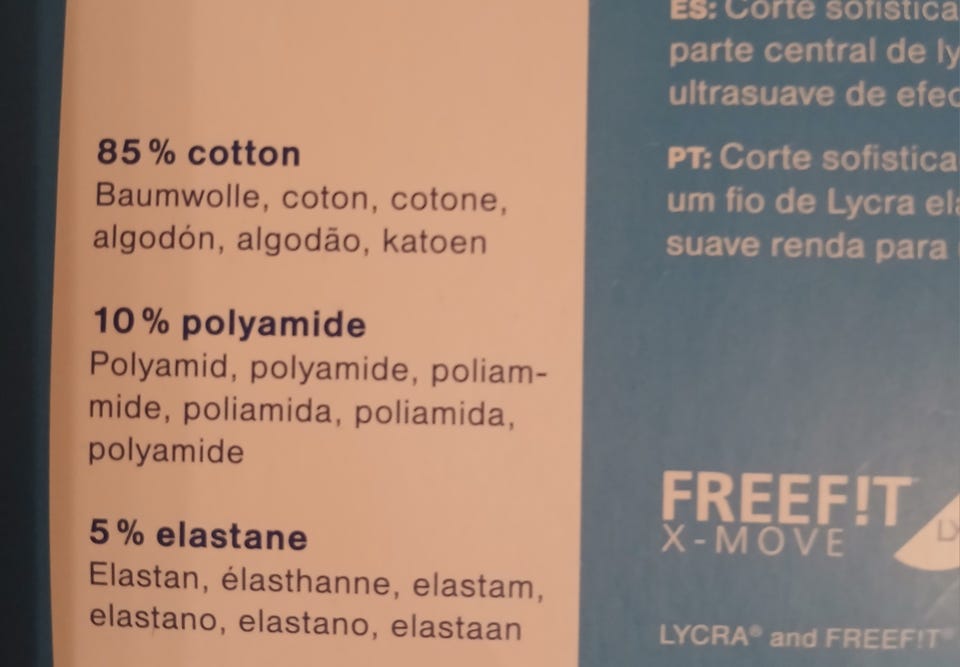 85 % cotton
Baumwolle, coton, cotone,
algodón, algodão, katoen
10 % polyamide
Polyamid, polyamide, poliam-
mide, poliamida, poliamida,
polyamide
5 % elastane
Elastan, élasthanne, elastam,
elastano, elastano, elastaan
ES: Corte sofistica
parte central de ly
ultrasuave de efec
PT: Corte sofistica
um fio de Lycra ela
suave renda para
FREEF!T
X-MOVE
LYCRA® and FREEF!T®